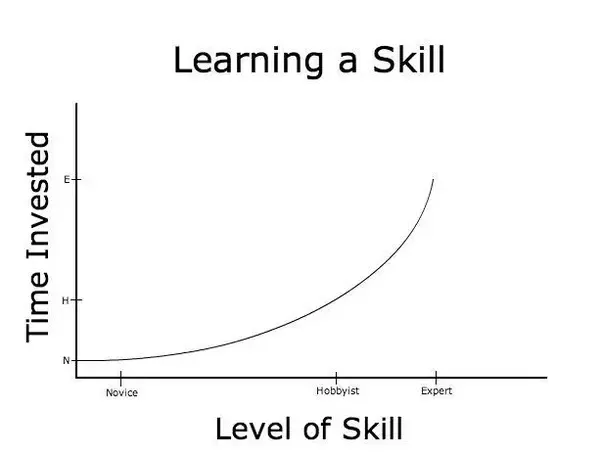 Learning a Skill
Time Invested
E
H
N
Novice
Hobbyist
Expert
Level of Skill